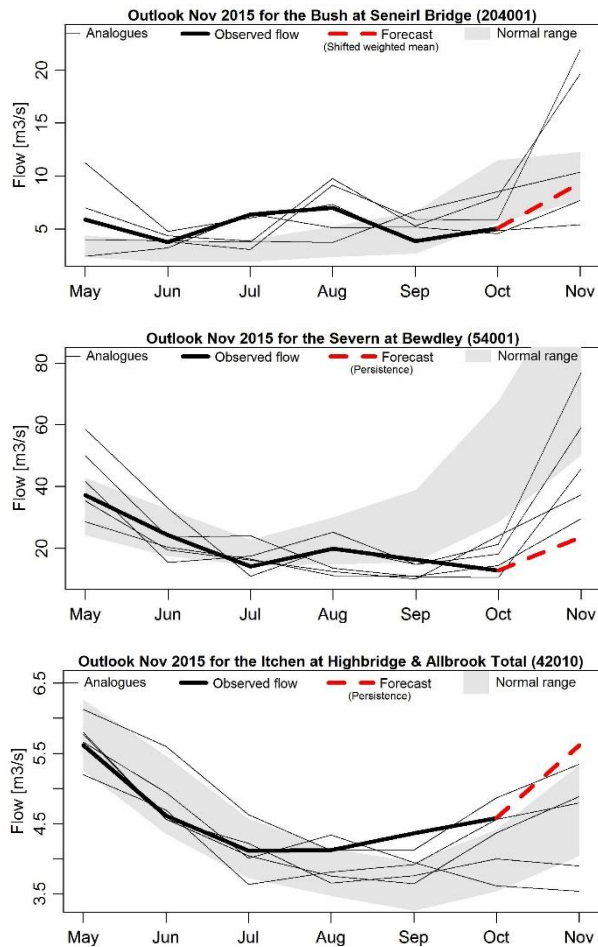 Outlook Nov 2015 for the Bush at Seneirl Bridge (204001)
Analogues Observed flow Forecast Normal range
(Shifted weighted mean)
Flow [m3/s]
20
15
10
5
May Jun Jul Aug Sep Oct Nov
Outlook Nov 2015 for the Severn at Bewdley (54001)
Analogues Observed flow Forecast Normal range
(Persistence)
Flow [m3/s]
80
60
40
20
May Jun Jul Aug Sep Oct Nov
Outlook Nov 2015 for the Itchen at Highbridge & Allbrook Total (42010)
Analogues Observed flow Forecast Normal range
(Persistence)
Flow [m3/s]
6.5
5.5
4.5
3.5
May Jun Jul Aug Sep Oct Nov